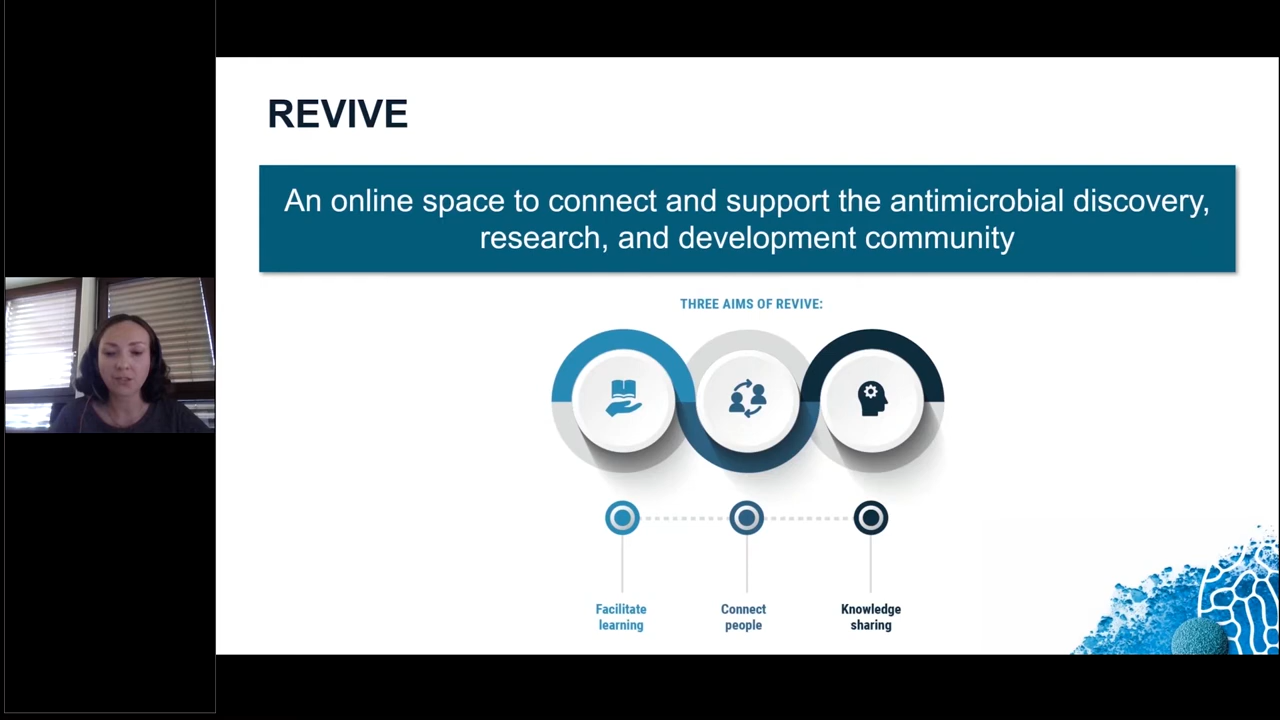 REVIVE
An online space to connect and support the antimicrobial discovery,
research, and development community
THREE AIMS OF REVIVE:
Facilitate
learning
Connect
people
Knowledge
sharing